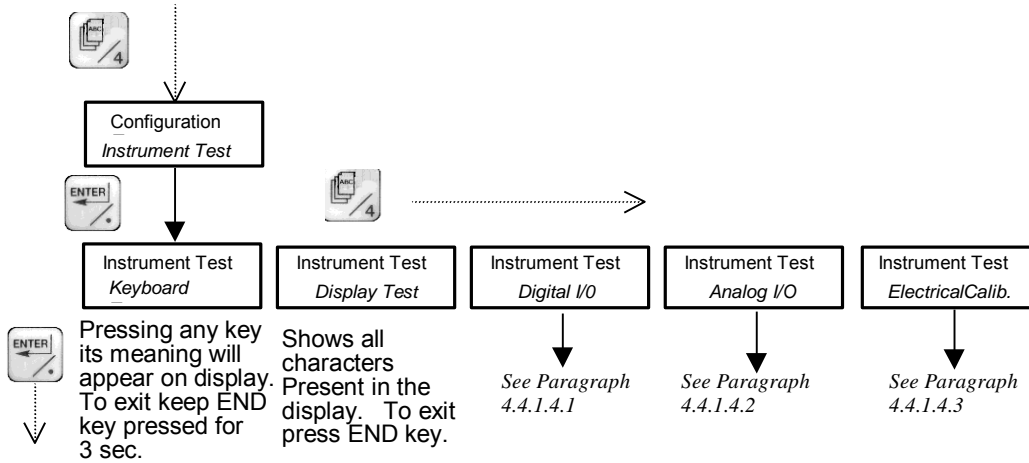 ABC
4
Configuration
Instrument Test
ENTER
.
ABC
4
Instrument Test
Keyboard
Instrument Test
Display Test
Instrument Test
Digital I/0
Instrument Test
Analog I/O
Instrument Test
ElectricalCalib.
ENTER
.
Pressing any key
its meaning will
appear on display.
To exit keep END
key pressed for
3 sec.
Shows all
characters
Present in the
display. To exit
press END key.
See Paragraph
4.4.1.4.1
See Paragraph
4.4.1.4.2
See Paragraph
4.4.1.4.3